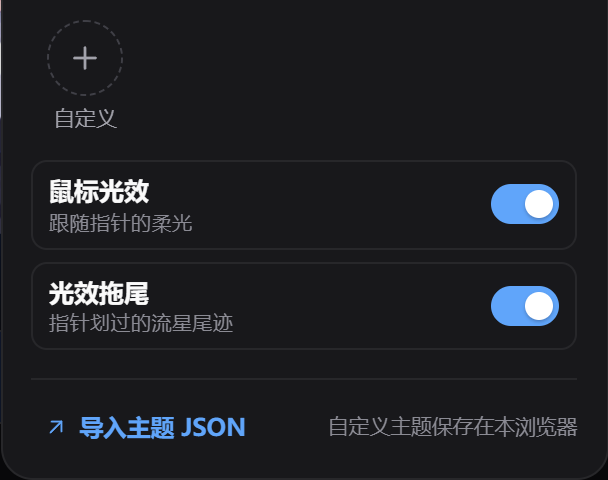 自定义
鼠标光效
跟随指针的柔光
光效拖尾
指针划过的流星尾迹
导入主题 JSON
自定义主题保存在本浏览器